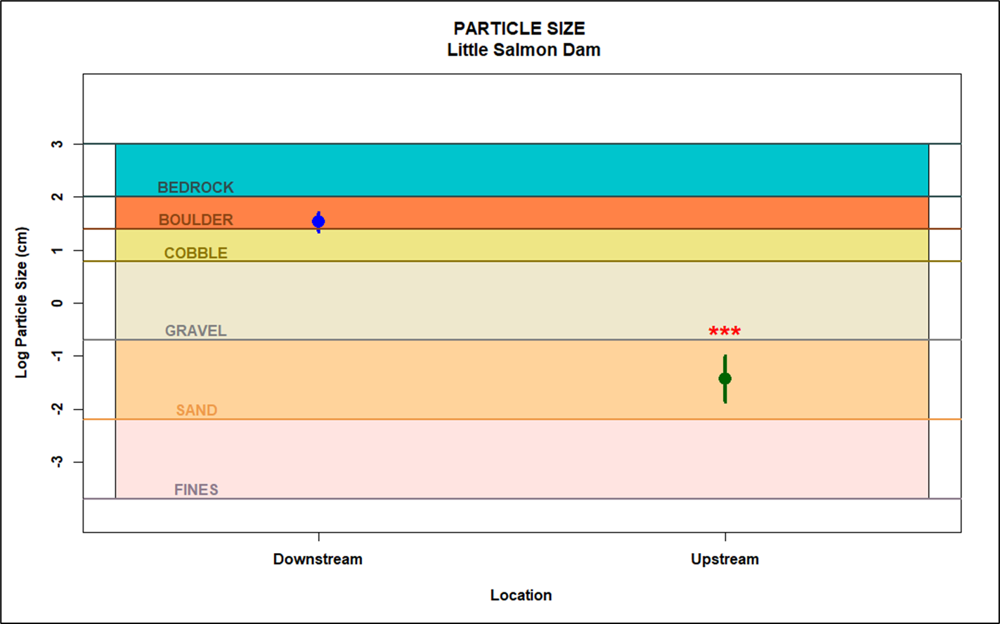 PARTICLE SIZE
Little Salmon Dam
3
BEDROCK
2
BOULDER
COBBLE
1
0
GRAVEL
***
-1
SAND
-2
-3
FINES
Log Particle Size (cm)
Downstream Upstream
Location